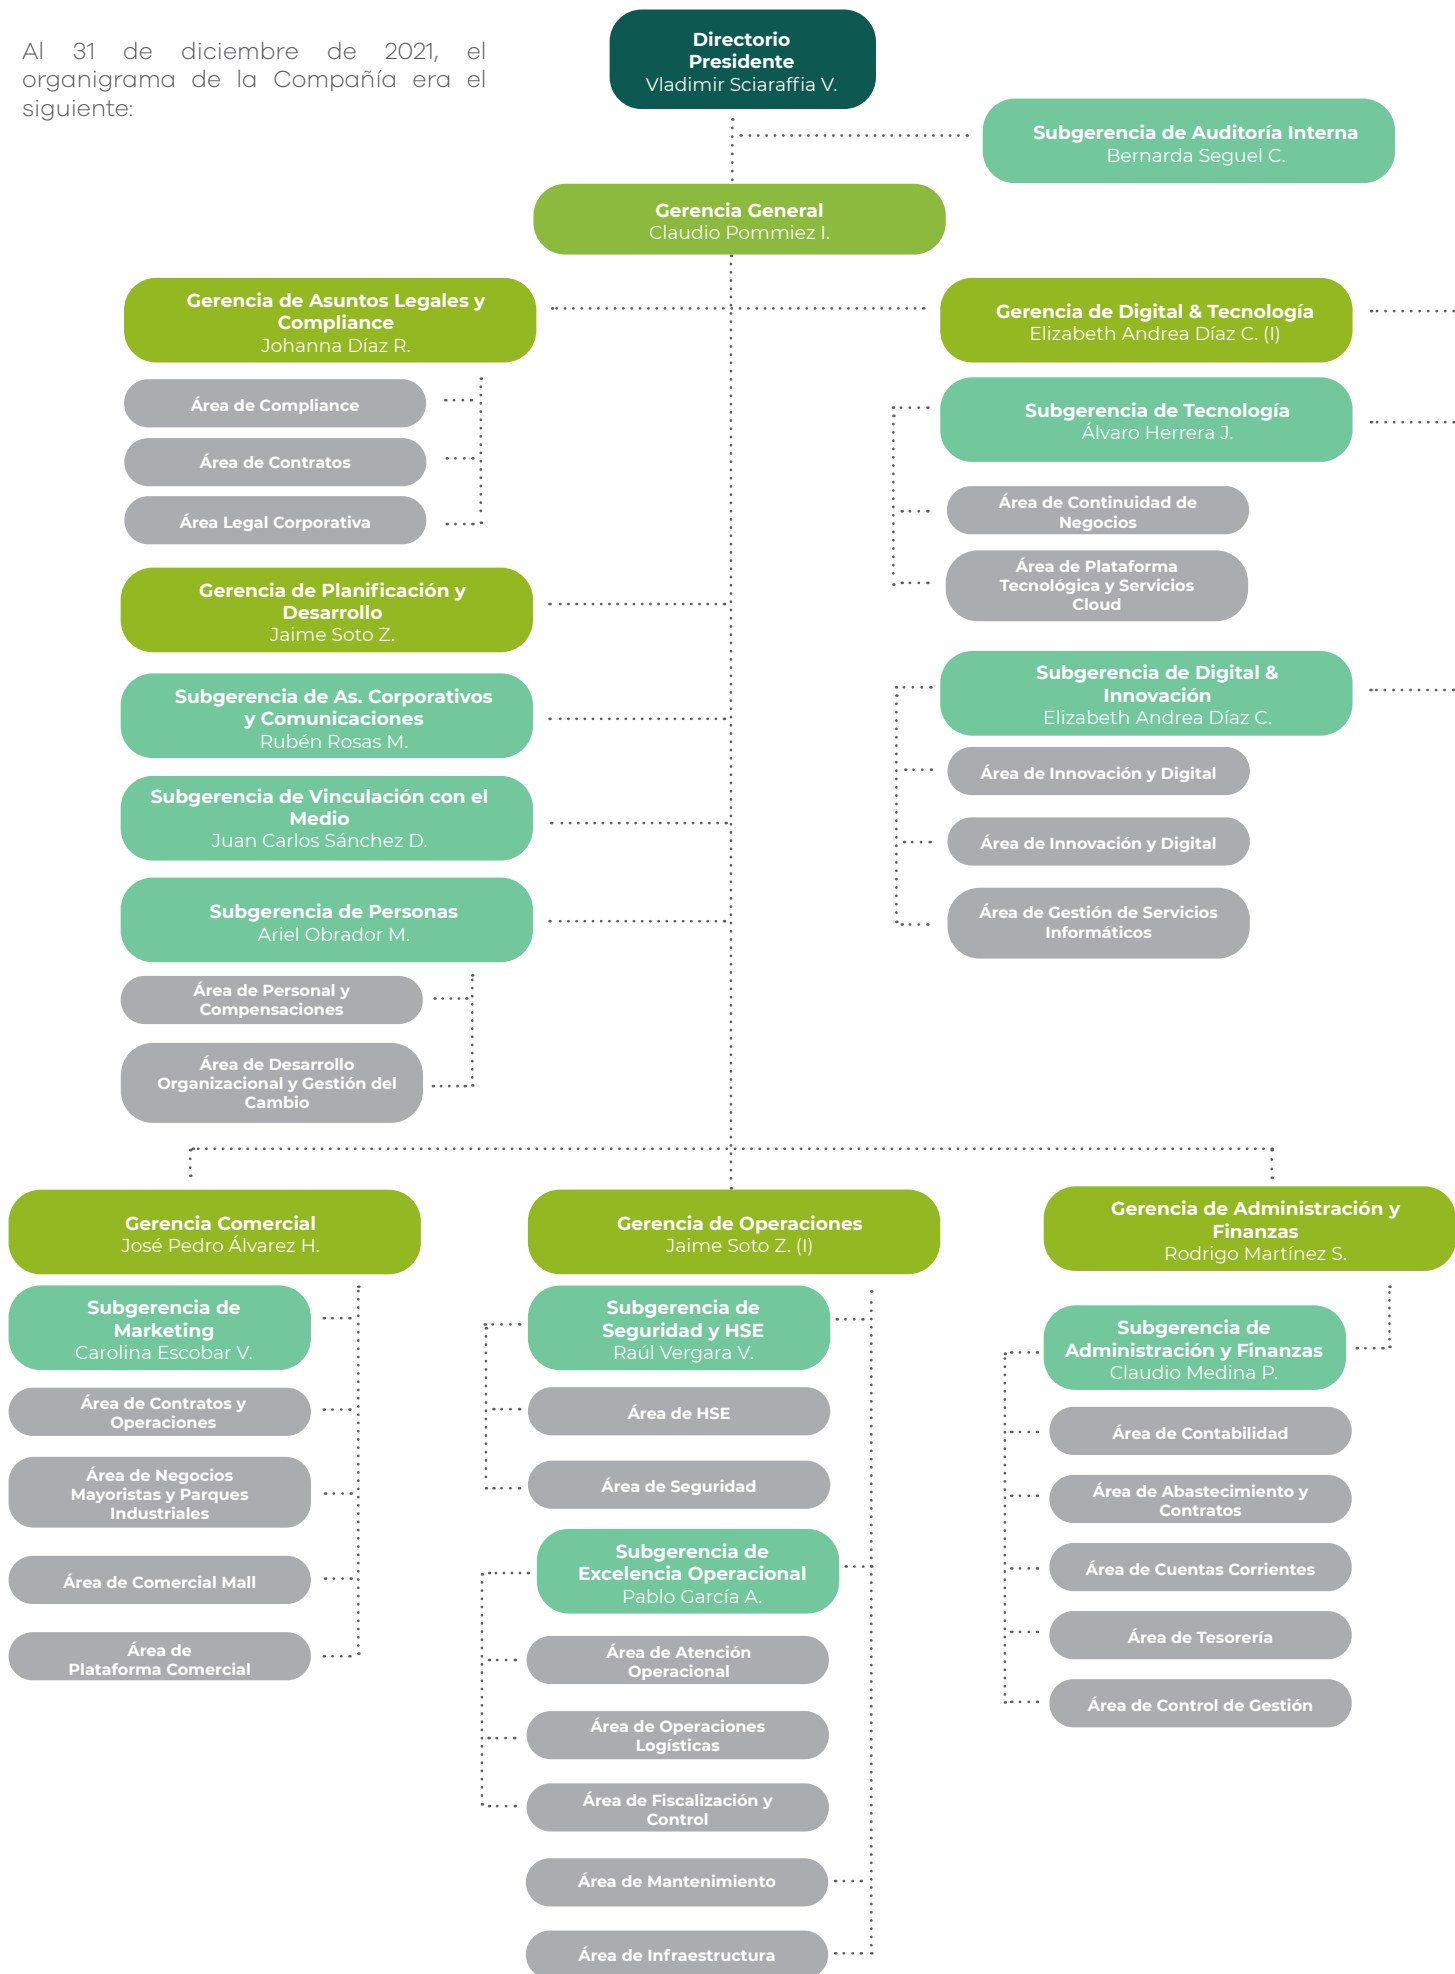 Al 31 de diciembre de 2021, el
organigrama de la Compañía era el
siguiente:
Directorio
Presidente
Vladimir Sciaraffia V.
Subgerencia de Auditoría Interna
Bernarda Seguel C.
Gerencia General
Claudio Pommiez I.
Gerencia de Asuntos Legales y
Compliance
Johanna Díaz R.
Área de Compliance
Área de Contratos
Área Legal Corporativa
Gerencia de Planificación y
Desarrollo
Jaime Soto Z.
Subgerencia de As. Corporativos
y Comunicaciones
Rubén Rosas M.
Subgerencia de Vinculación con el
Medio
Juan Carlos Sánchez D.
Subgerencia de Personas
Ariel Obrador M.
Área de Personal y
Compensaciones
Área de Desarrollo
Organizacional y Gestión del
Cambio
Gerencia de Digital & Tecnología
Elizabeth Andrea Díaz C. (I)
Subgerencia de Tecnología
Álvaro Herrera J.
Área de Continuidad de
Negocios
Área de Plataforma
Tecnológica y Servicios
Cloud
Subgerencia de Digital &
Innovación
Elizabeth Andrea Díaz C.
Área de Innovación y Digital
Área de Innovación y Digital
Área de Gestión de Servicios
Informáticos
Gerencia Comercial
José Pedro Álvarez H.
Subgerencia de
Marketing
Carolina Escobar V.
Área de Contratos y
Operaciones
Área de Negocios
Mayoristas y Parques
Industriales
Área de Comercial Mall
Área de
Plataforma Comercial
Gerencia de Operaciones
Jaime Soto Z. (I)
Subgerencia de
Seguridad y HSE
Raúl Vergara V.
Área de HSE
Área de Seguridad
Subgerencia de
Excelencia Operacional
Pablo García A.
Área de Atención
Operacional
Área de Operaciones
Logísticas
Área de Fiscalización y
Control
Área de Mantenimiento
Área de Infraestructura
Gerencia de Administración y
Finanzas
Rodrigo Martínez S.
Subgerencia de
Administración y Finanzas
Claudio Medina P.
Área de Contabilidad
Área de Abastecimiento y
Contratos
Área de Cuentas Corrientes
Área de Tesorería
Área de Control de Gestión